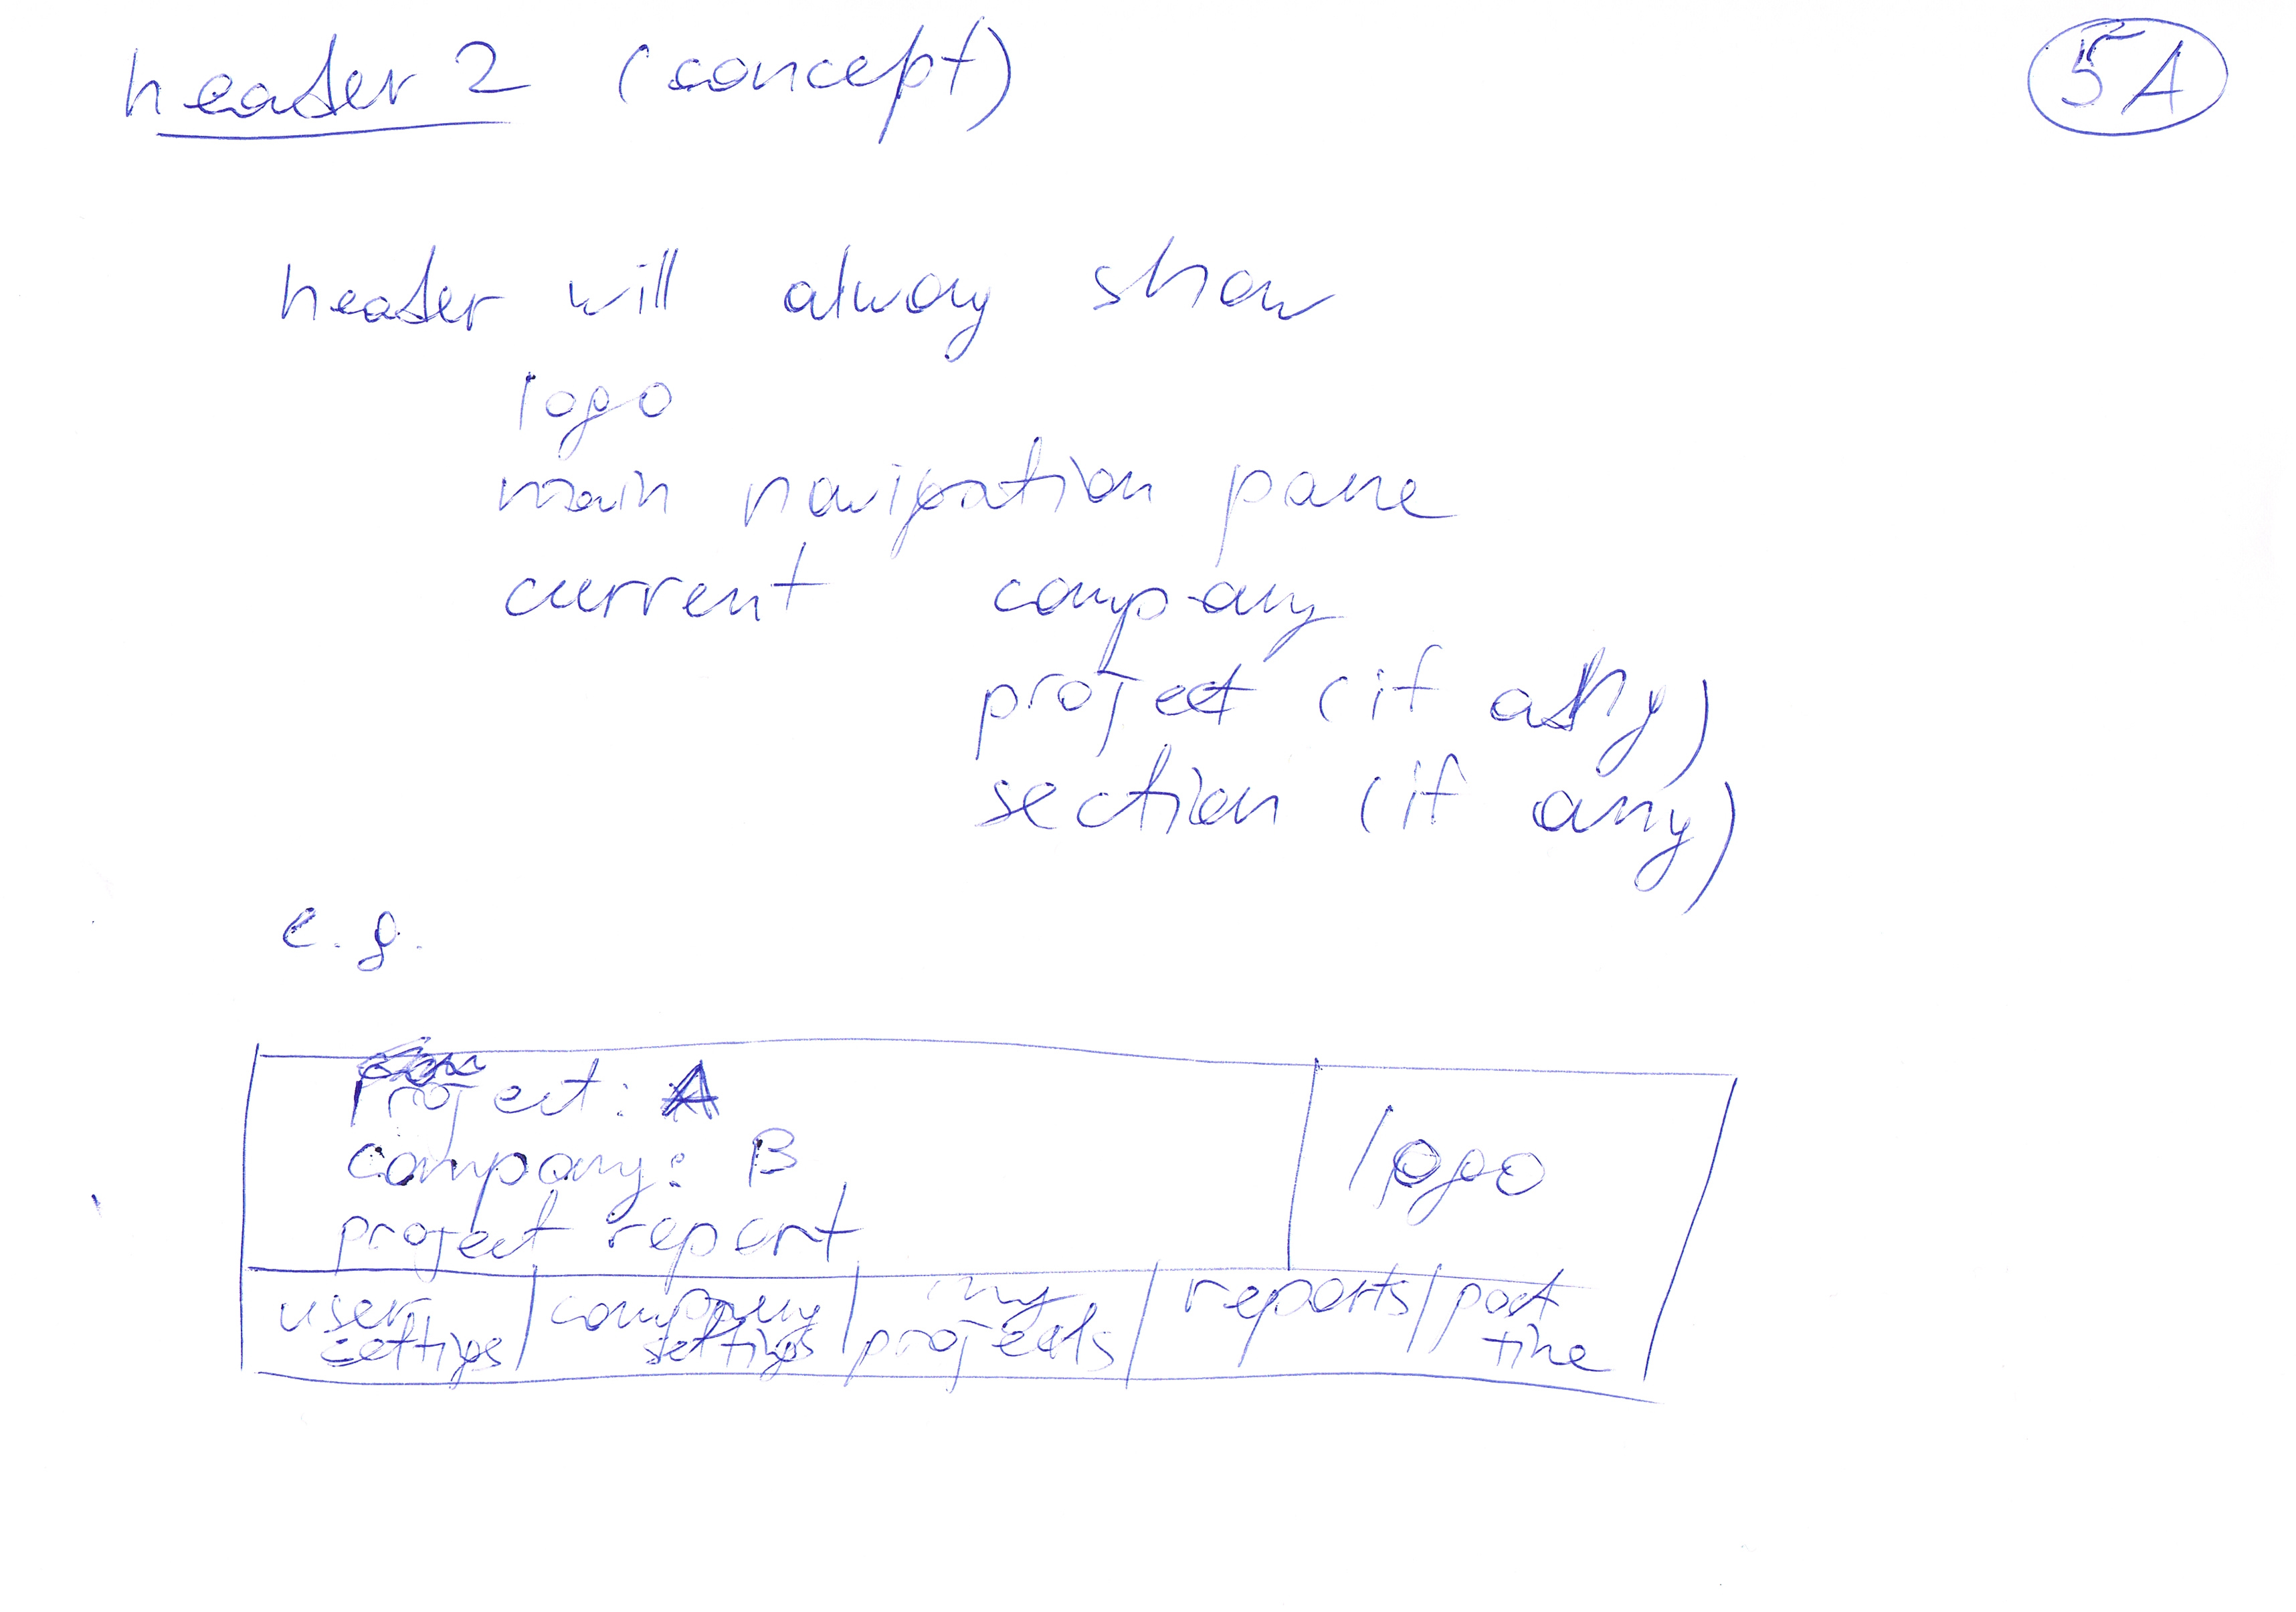 header 2 (concept)
5A
header will alway show
logo
main navigation pane
current company
project (if any)
section (if any)
e.g.
project: A
company: B
project report
logo
user settings
company settings
my projects
reports
post time